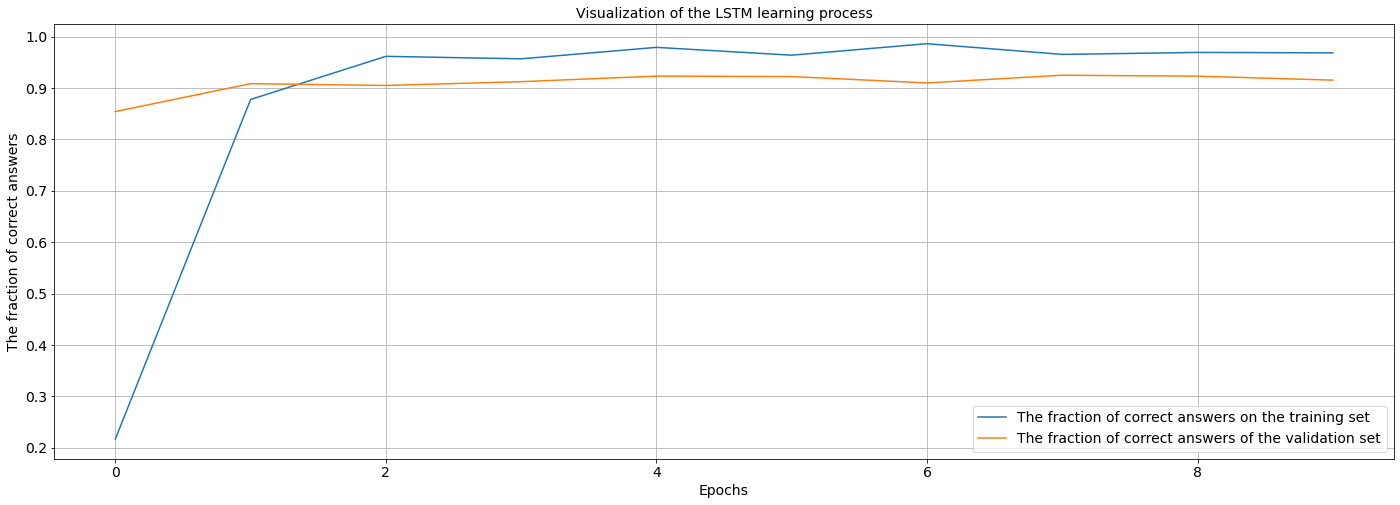 Visualization of the LSTM learning process
The fraction of correct answers
1.0
0.9
0.8
0.7
0.6
0.5
0.4
0.3
0.2
The fraction of correct answers on the training set
The fraction of correct answers of the validation set
0 2 4 6 8
Epochs